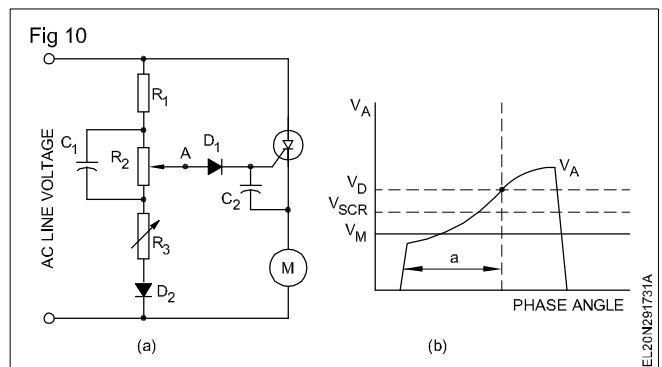 Fig 10
AC LINE VOLTAGE
R1
C1
R2
A
D1
C2
R3
D2
M
(a)
VA
VD
VSCR
VM
VA
a
PHASE ANGLE
(b)
EL20N291731A